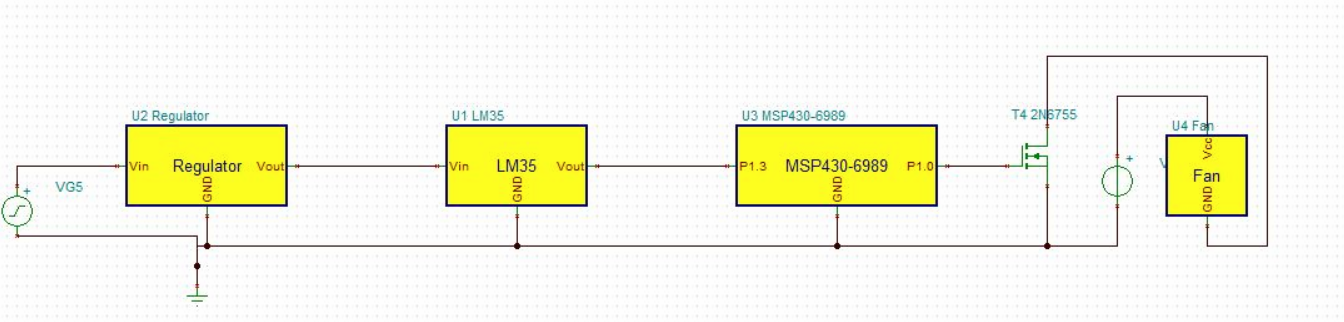 U2 Regulator
U1 LM35
U3 MSP430-6989
T4 2N6755
U4 Fan
Vin
Regulator
Vout
GND
Vin
LM35
Vout
GND
P1.3
MSP430-6989
P1.0
GND
Vcc
Fan
GND
+
VG5
+
V